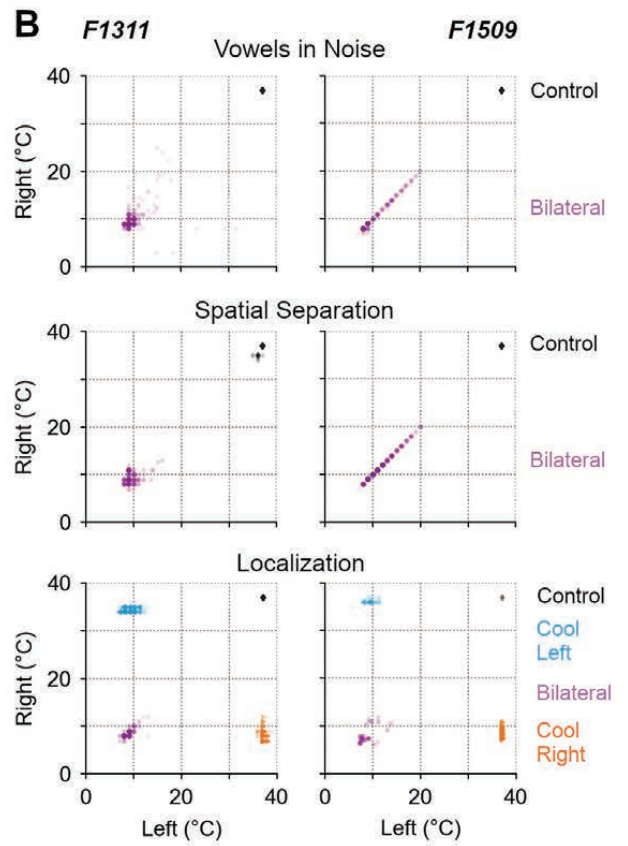 B
F1311 F1509
Vowels in Noise
40
20
0
Right (°C)
Control
Bilateral
Spatial Separation
40
20
0
Right (°C)
Control
Bilateral
Localization
40
20
0
Right (°C)
Control
Cool
Left
Bilateral
Cool
Right
0 20 40 0 20 40
Left (°C) Left (°C)